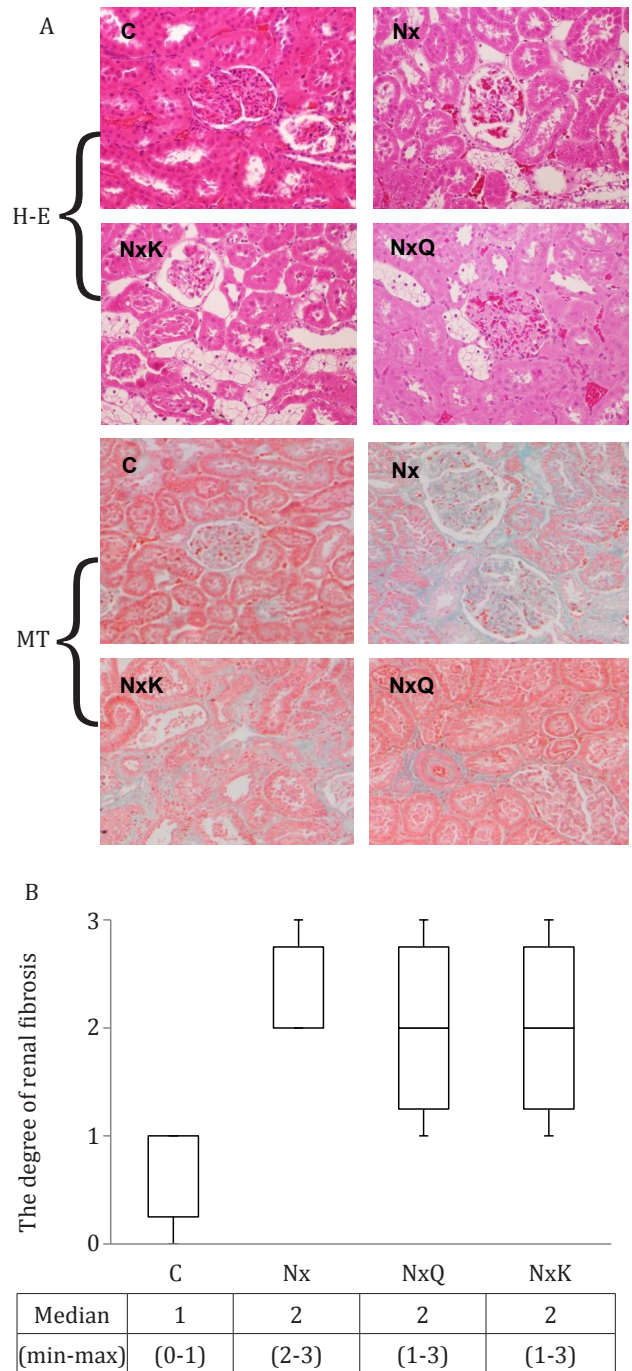 A
C
Nx
H-E
NxK
NxQ
C
Nx
MT
NxK
NxQ
B
The degree of renal fibrosis
3
2
1
0
C Nx NxQ NxK
Median 1 2 2 2
(min-max) (0-1) (2-3) (1-3) (1-3)